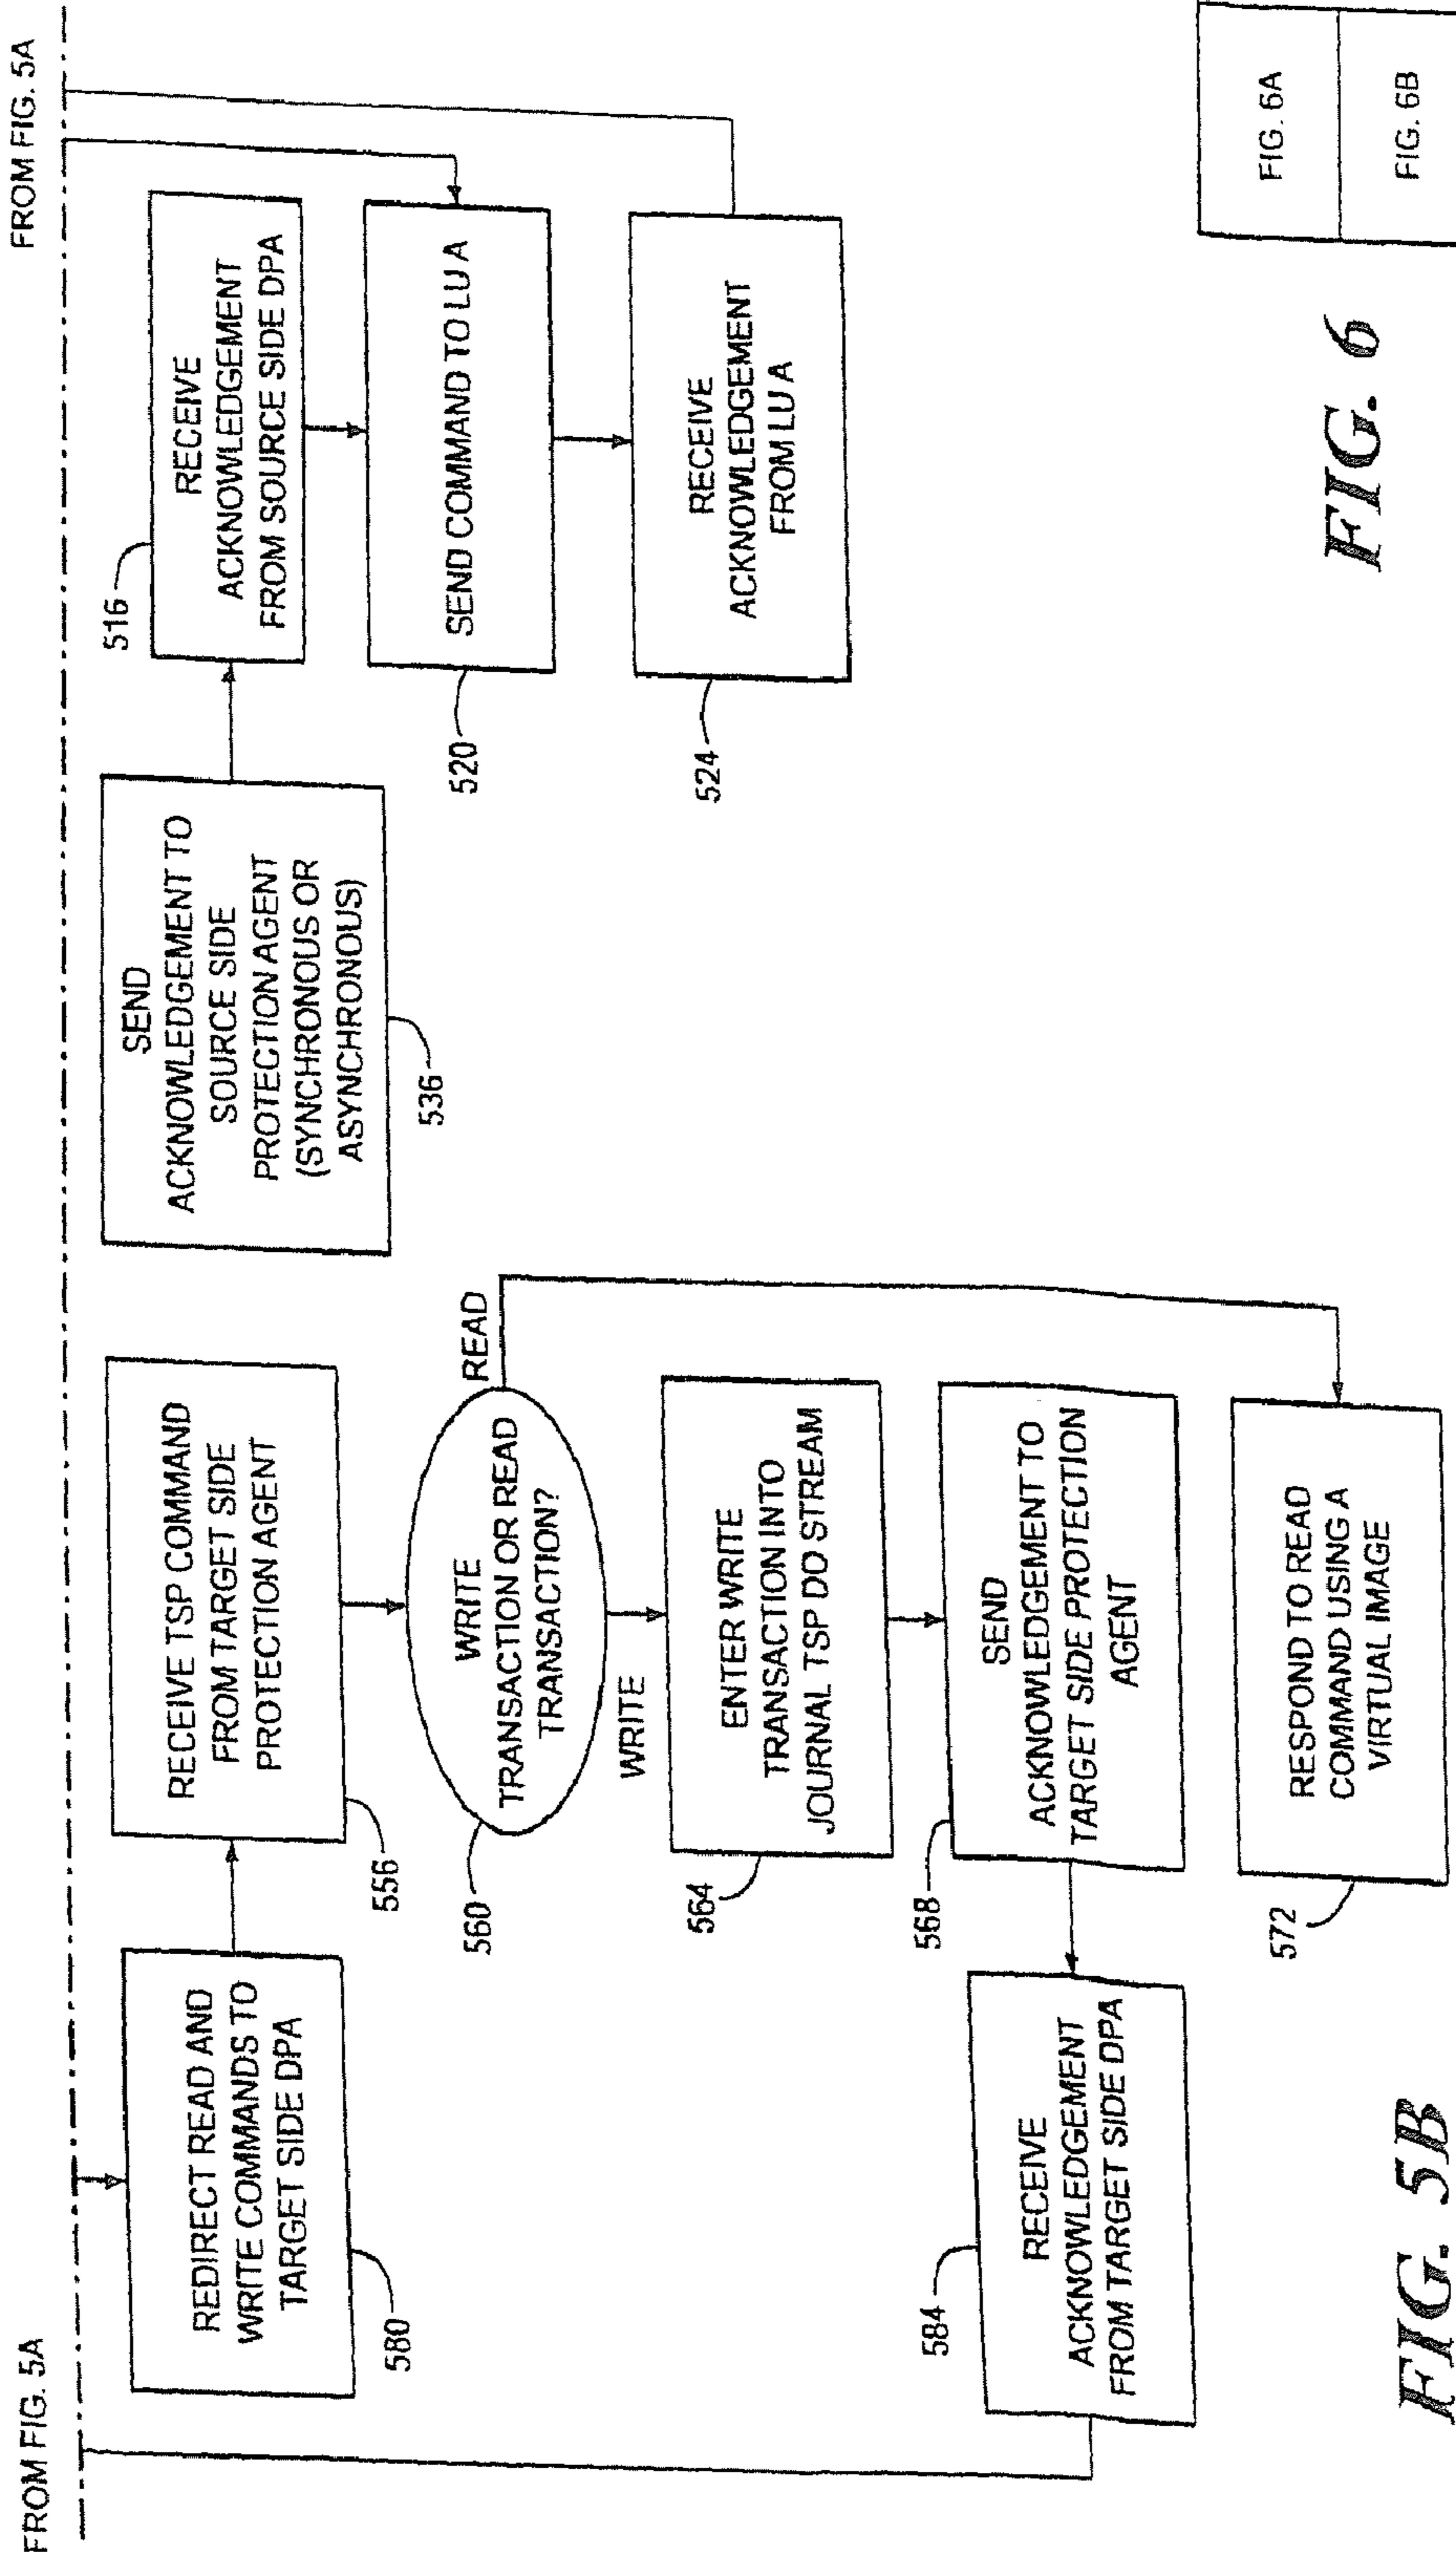 FROM FIG. 5A
FROM FIG. 5A
REDIRECT READ AND
WRITE COMMANDS TO
TARGET SIDE DPA
580
RECEIVE TSP COMMAND
FROM TARGET SIDE
PROTECTION AGENT
556
SEND
ACKNOWLEDGEMENT TO
SOURCE SIDE
PROTECTION AGENT
(SYNCHRONOUS OR
ASYNCHRONOUS)
536
516
RECEIVE
ACKNOWLEDGEMENT
FROM SOURCE SIDE DPA
560
WRITE
TRANSACTION OR READ
TRANSACTION?
READ
WRITE
520
SEND COMMAND TO LU A
564
ENTER WRITE
TRANSACTION INTO
JOURNAL TSP DO STREAM
524
RECEIVE
ACKNOWLEDGEMENT
FROM LU A
584
RECEIVE
ACKNOWLEDGEMENT
FROM TARGET SIDE DPA
568
SEND
ACKNOWLEDGEMENT TO
TARGET SIDE PROTECTION
AGENT
572
RESPOND TO READ
COMMAND USING A
VIRTUAL IMAGE
FIG. 5B
FIG. 6
FIG. 6A
FIG. 6B